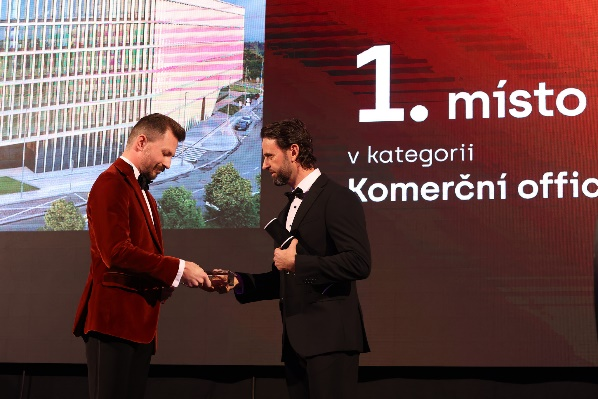 1. místo
v kategorii
Komerční offic